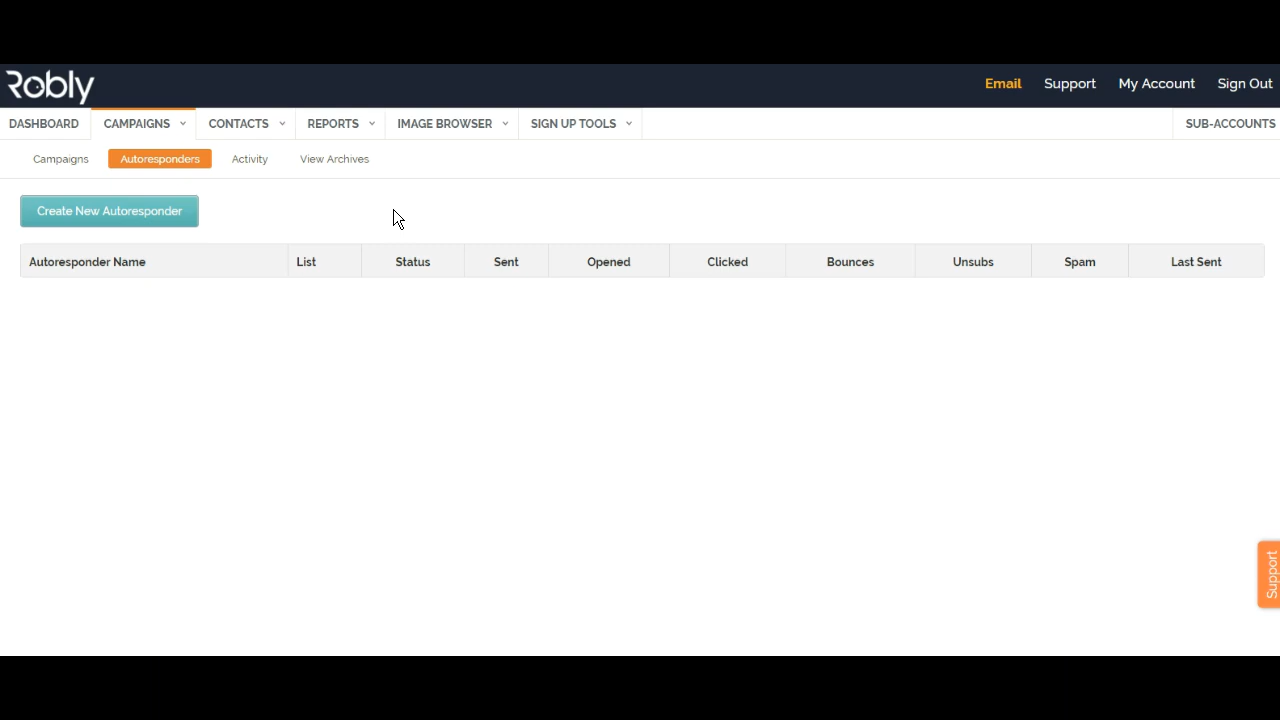 Robly
Email Support My Account Sign Out
DASHBOARD CAMPAIGNS CONTACTS REPORTS IMAGE BROWSER SIGN UP TOOLS SUB-ACCOUNTS
Campaigns Autoresponders Activity View Archives
Create New Autoresponder
Autoresponder Name List Status Sent Opened Clicked Bounces Unsubs Spam Last Sent
Support